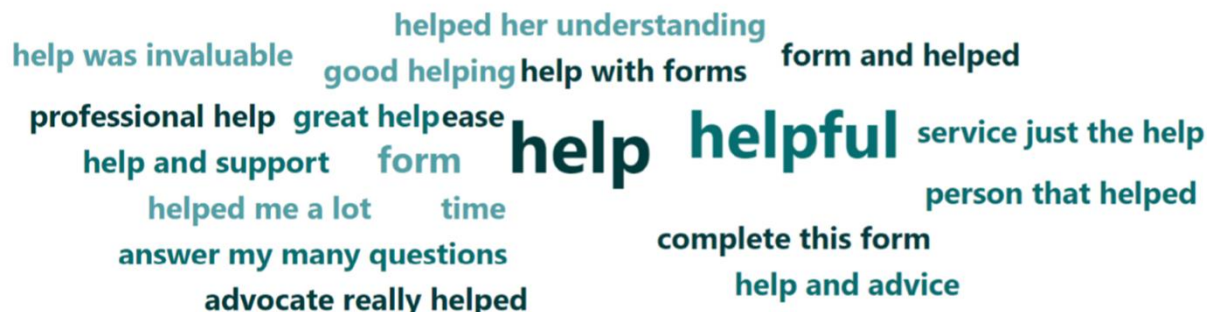 helped her understanding
help was invaluable
form and helped
good helping
help with forms
professional help
great help
ease
help
helpful
service just the help
help and support
form
person that helped
helped me a lot
time
complete this form
answer my many questions
help and advice
advocate really helped